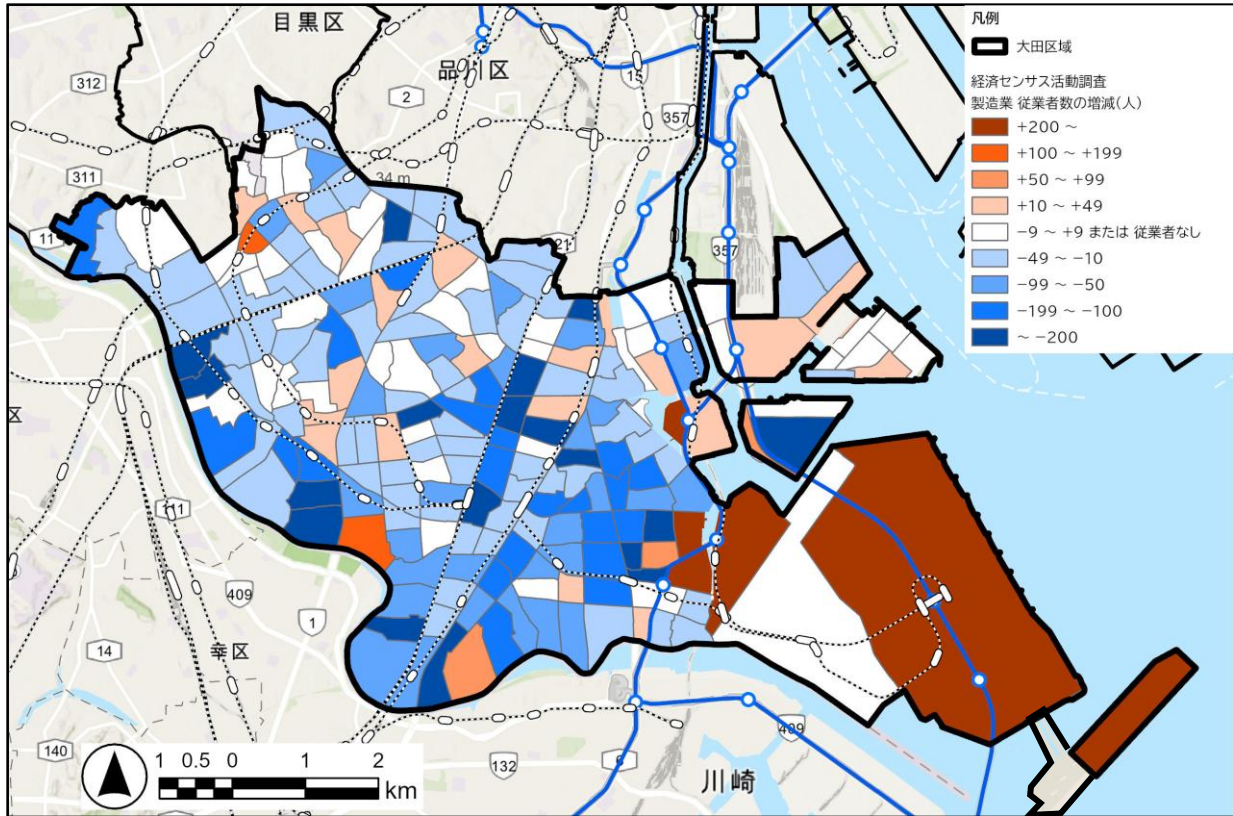 目黒区
品川区
312
2
15
357
311
34 m
11
21
357
凡例
大田区域
経済センサス活動調査
製造業 従業者数の増減(人)
+200 ~
+100 ~ +199
+50 ~ +99
+10 ~ +49
−9 ~ +9 または 従業者なし
−49 ~ −10
−99 ~ −50
−199 ~ −100
~ −200
区
409
1
14
幸区
140
132
6
409
川崎
1 0.5 0 1 2
km